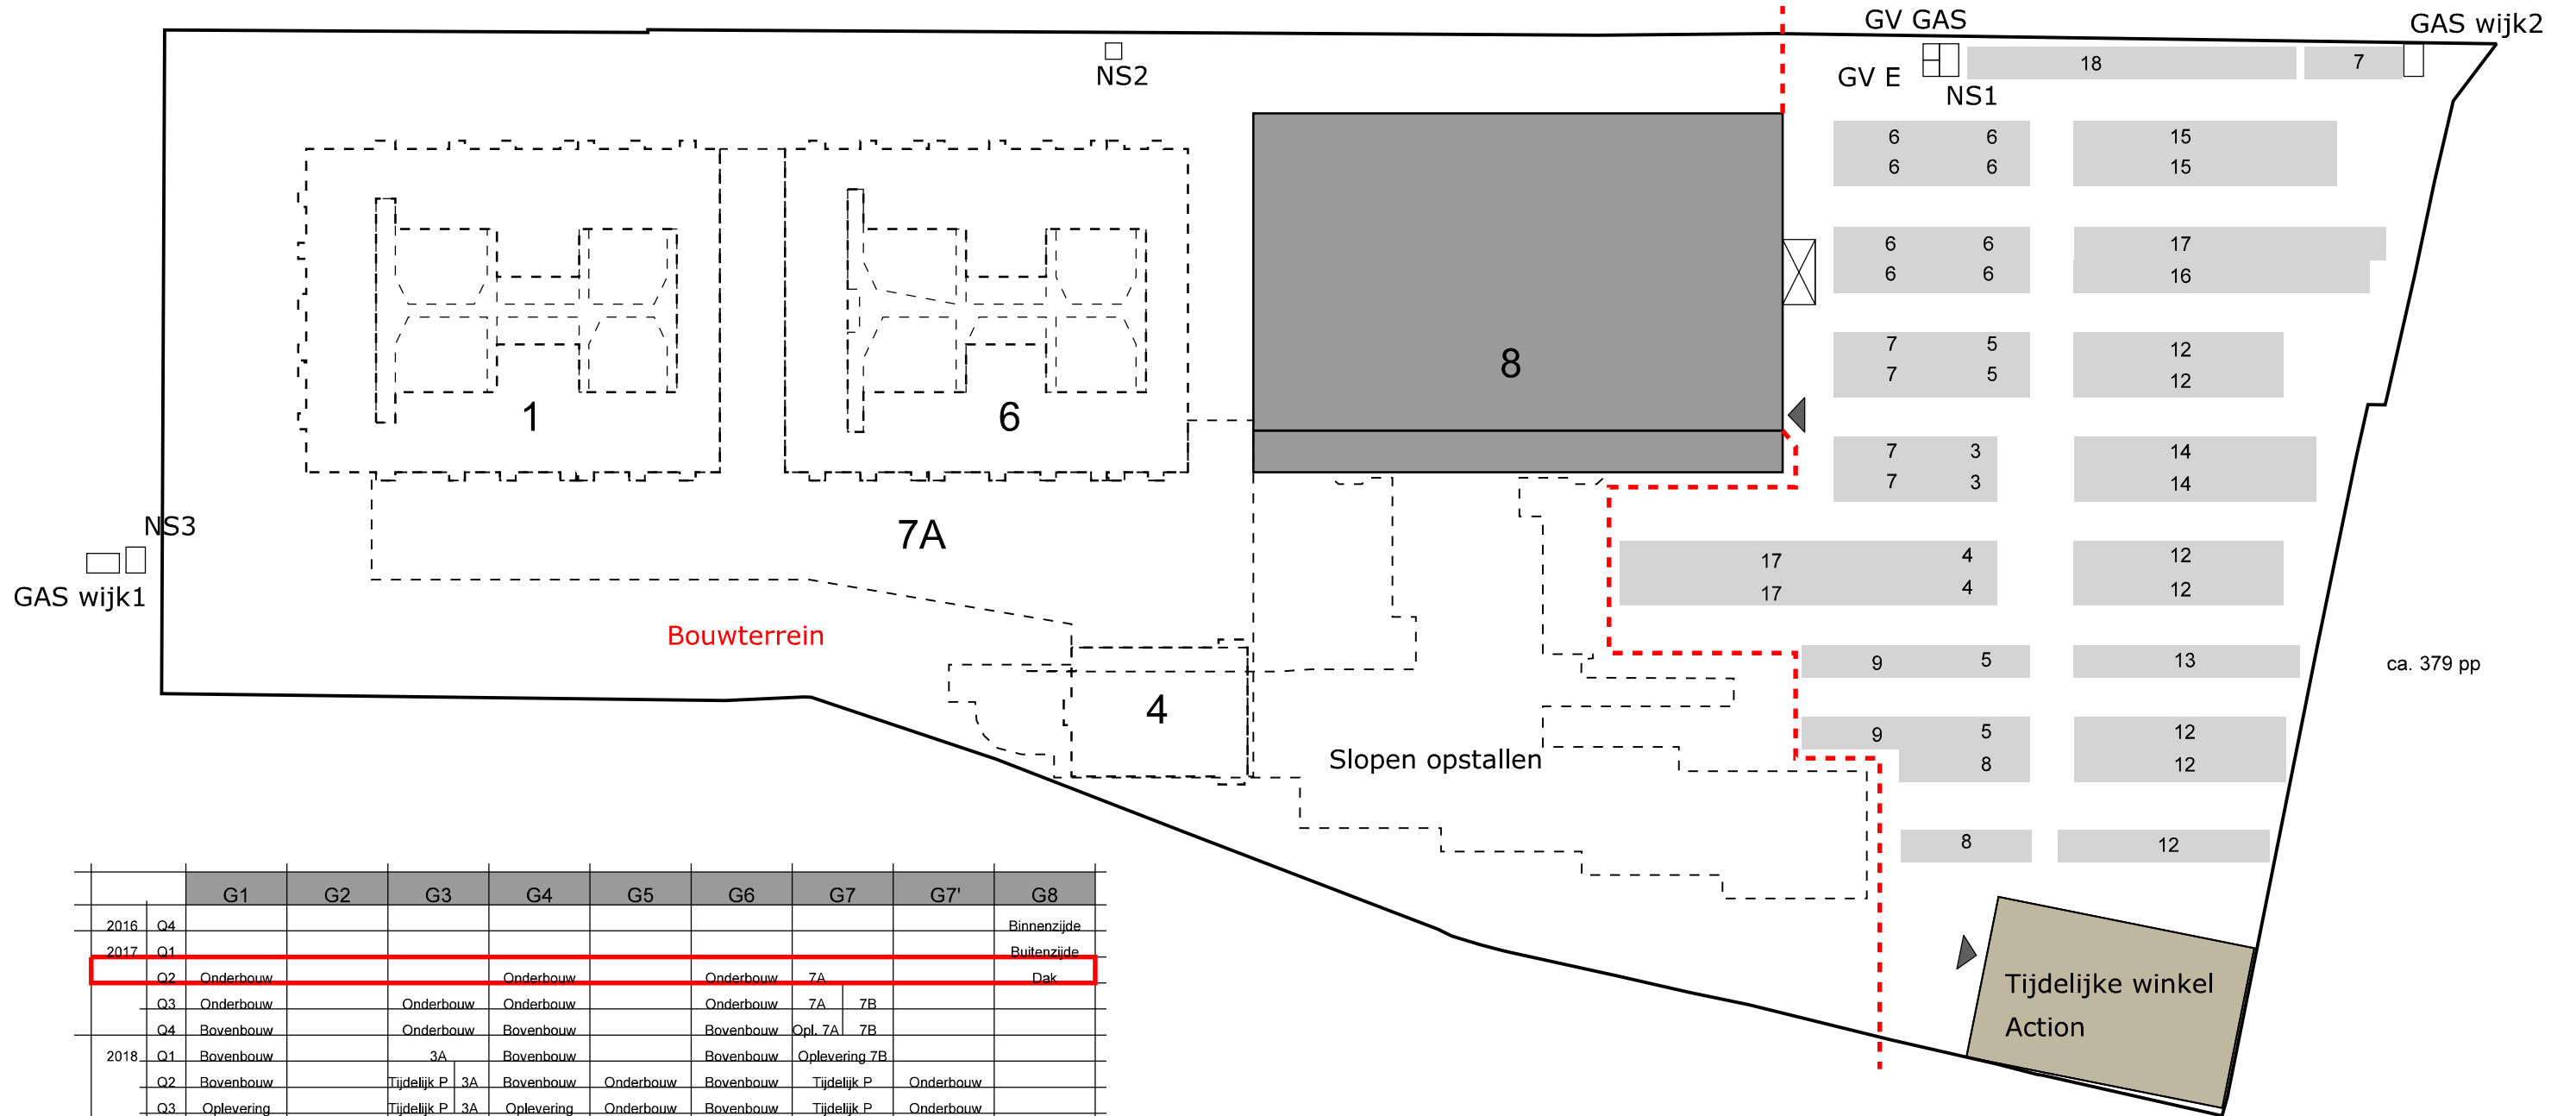 GV GAS
GAS wijk2
NS2
GV E
NS1
18 7
6 6 15
6 6 15
6 6 17
6 6 16
8
7 5 12
7 5 12
1
6
7 3 14
7 3 14
NS3
7A
GAS wijk1
17 4 12
17 4 12
Bouwterrein
9 5 13
ca. 379 pp
4
9 5 12
8 12
Slopen opstallen
8 12
Tijdelijke winkel
Action
G1 G2 G3 G4 G5 G6 G7 G7' G8
2016 Q4 Binnenzijde
2017 Q1 Buitenzijde
Q2 Onderbouw Onderbouw Onderbouw 7A Dak
Q3 Onderbouw Onderbouw Onderbouw Onderbouw 7A 7B
Q4 Bovenbouw Onderbouw Bovenbouw Bovenbouw Opl. 7A 7B
2018 Q1 Bovenbouw 3A Bovenbouw Bovenbouw Oplevering 7B
Q2 Bovenbouw Tijdelijk P 3A Bovenbouw Onderbouw Bovenbouw Tijdelijk P Onderbouw
Q3 Oplevering Tijdelijk P 3A Oplevering Onderbouw Bovenbouw Tijdelijk P Onderbouw